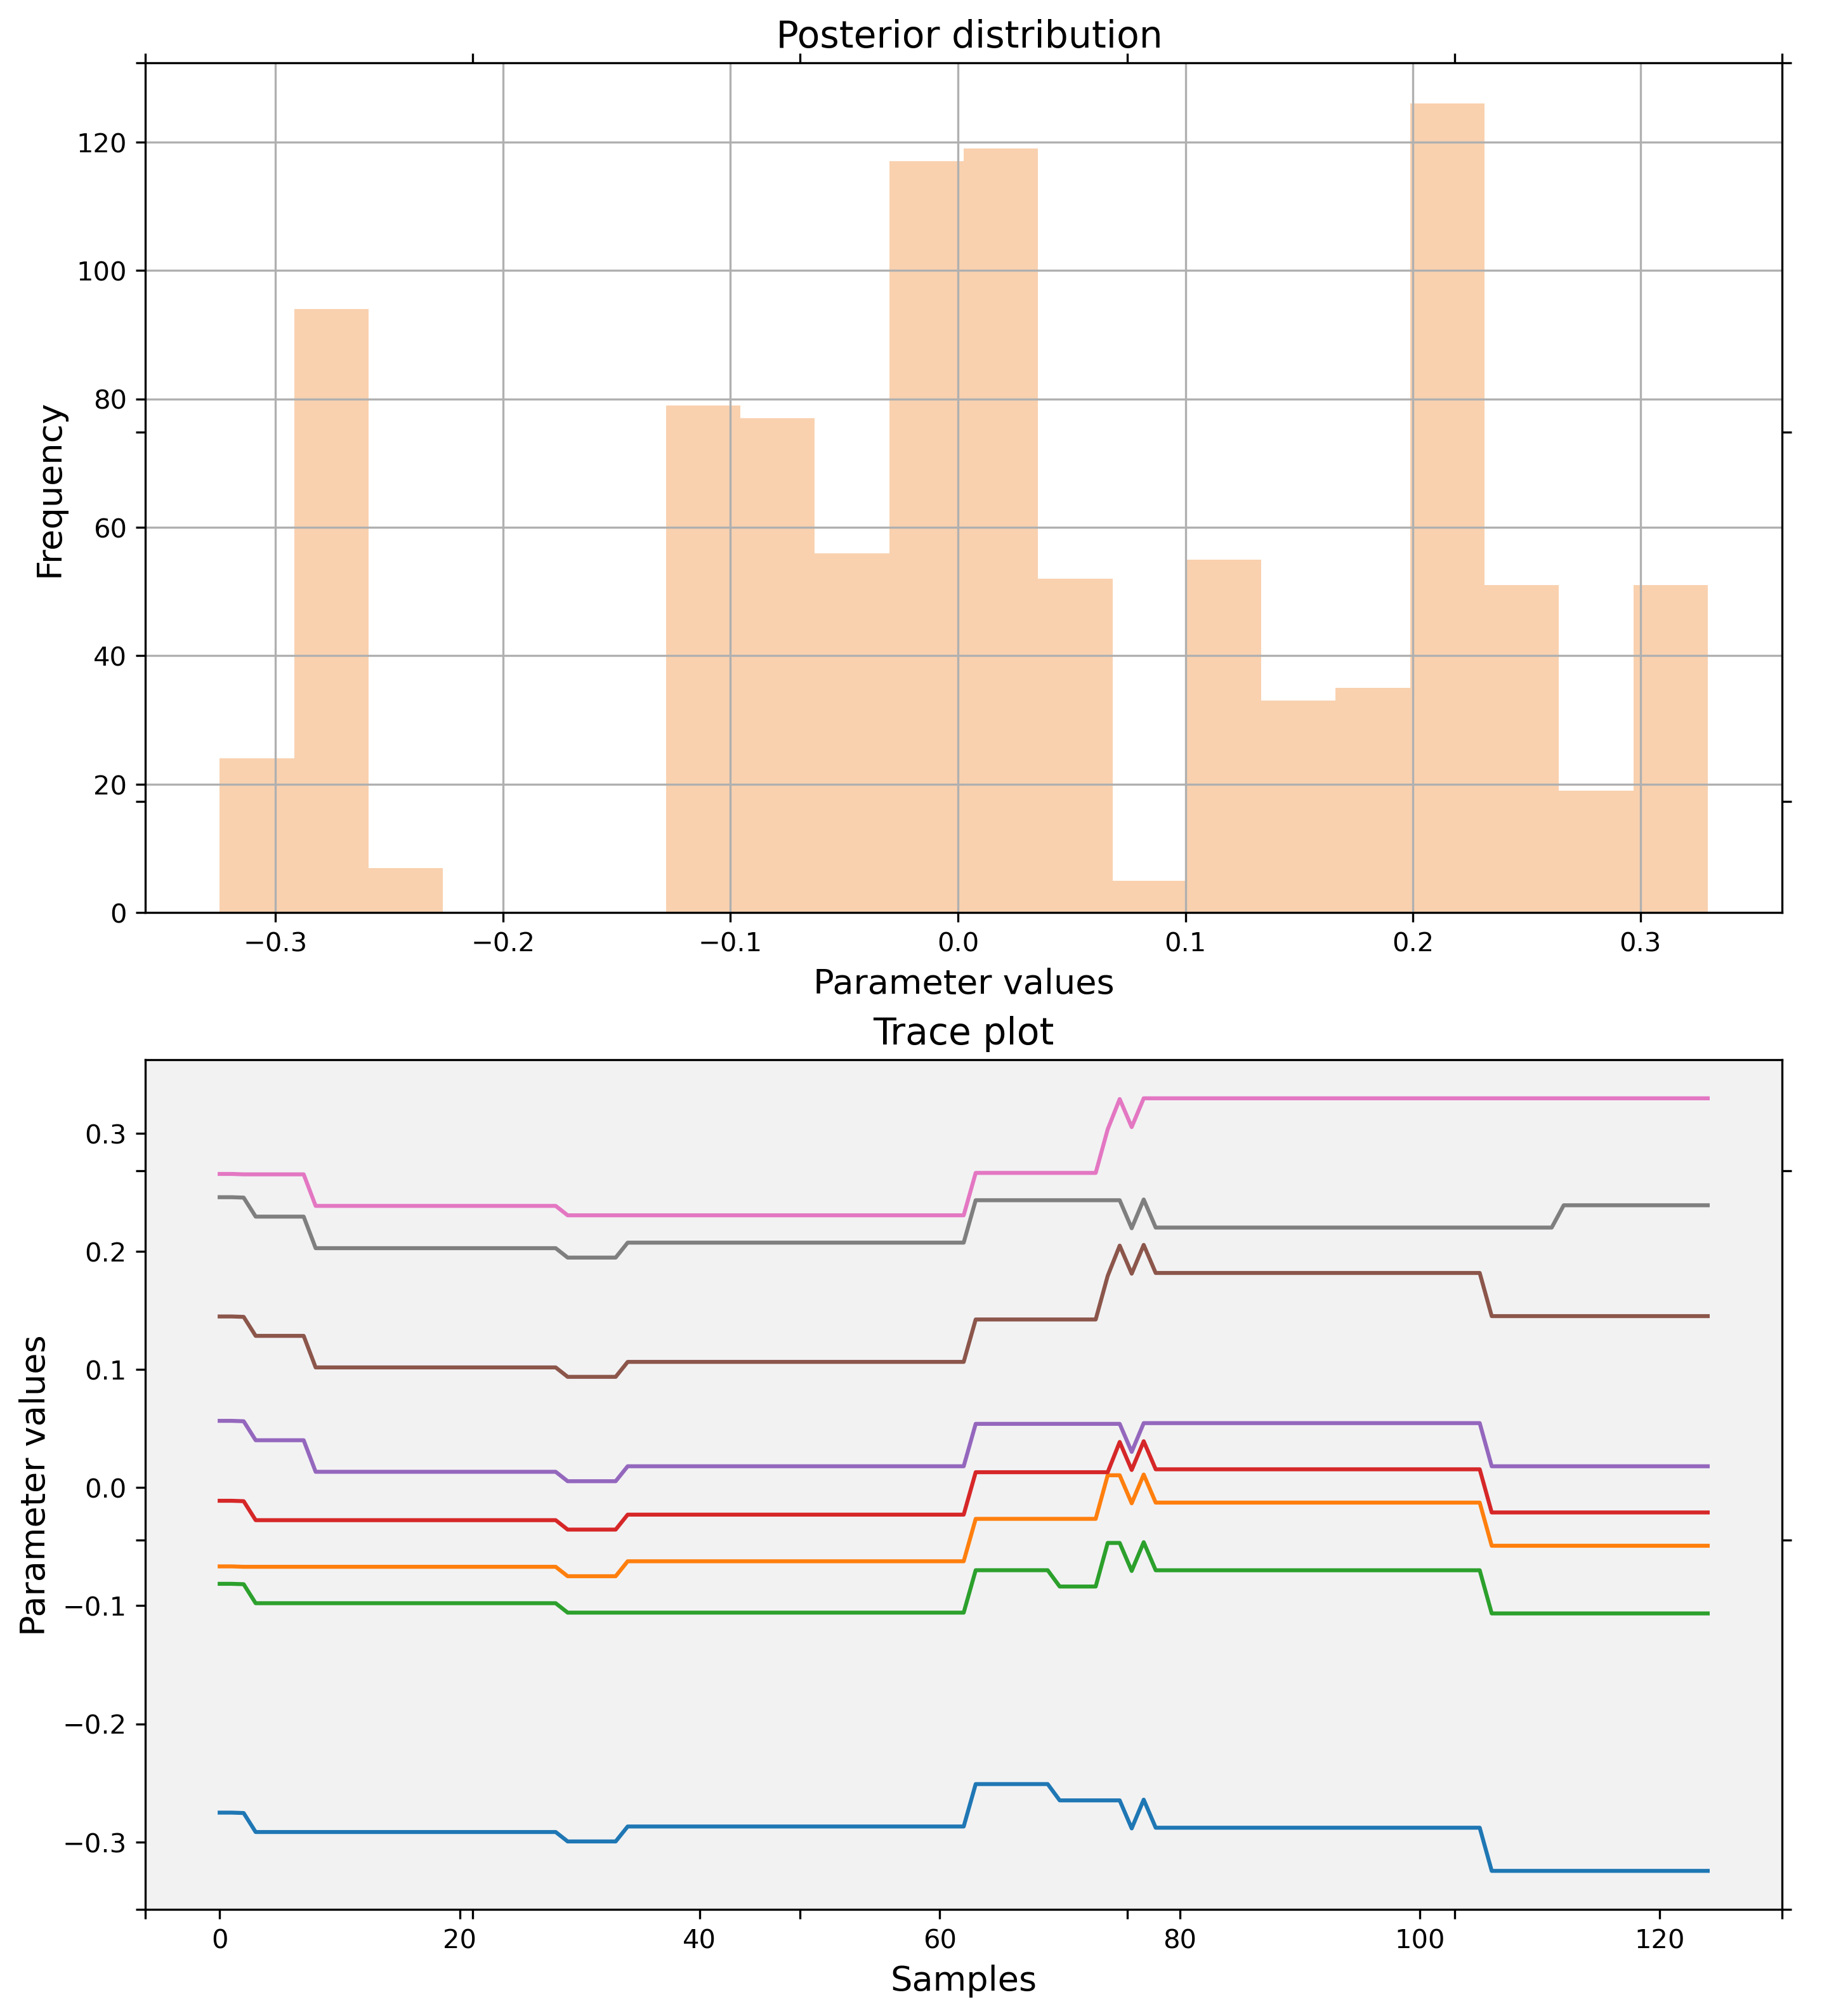 Posterior distribution
120
100
80
60
40
20
0
Frequency
−0.3 −0.2 −0.1 0.0 0.1 0.2 0.3
Parameter values
Trace plot
0.3
0.2
0.1
0.0
−0.1
−0.2
−0.3
Parameter values
0 20 40 60 80 100 120
Samples